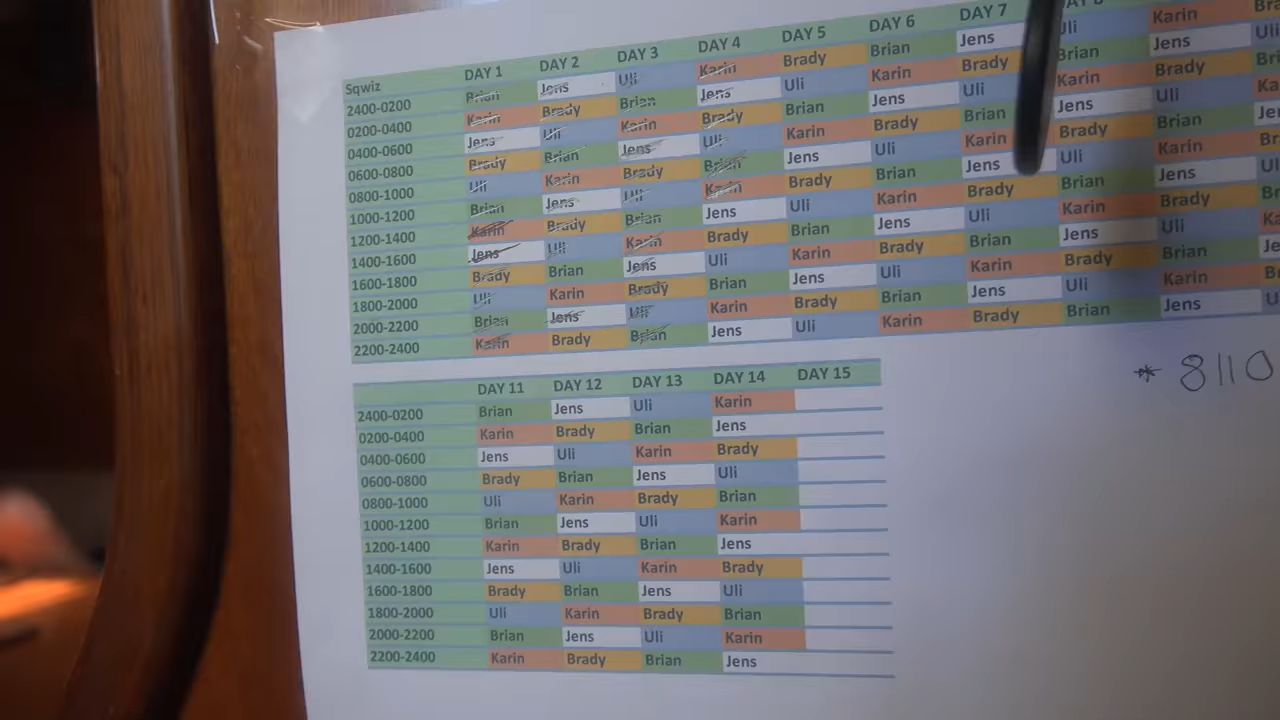 Sqwiz DAY 1 DAY 2 DAY 3 DAY 4 DAY 5 DAY 6 DAY 7
2400-0200 Brian Jens Uli Karin Brady Brian Jens Uli Karin
0200-0400 Karin Brady Brian Jens Uli Karin Brady Brian Jens Uli
0400-0600 Jens Uli Karin Brady Brian Jens Uli Karin Brady
0600-0800 Brady Brian Jens Uli Karin Brady Brian Jens Uli
0800-1000 Uli Karin Brady Brian Jens Uli Karin Brady Brian
1000-1200 Brian Jens Uli Karin Brady Brian Jens Uli Karin
1200-1400 Karin Brady Brian Jens Uli Karin Brady Brian Jens
1400-1600 Jens Uli Karin Brady Brian Jens Uli Karin Brady
1600-1800 Brady Brian Jens Uli Karin Brady Brian Jens Uli
1800-2000 Uli Karin Brady Brian Jens Uli Karin Brady Brian
2000-2200 Brian Jens Uli Karin Brady Brian Jens Uli Karin
2200-2400 Karin Brady Brian Jens Uli Karin Brady Brian Jens
* 8110
DAY 11 DAY 12 DAY 13 DAY 14 DAY 15
2400-0200 Brian Jens Uli Karin
0200-0400 Karin Brady Brian Jens
0400-0600 Jens Uli Karin Brady
0600-0800 Brady Brian Jens Uli
0800-1000 Uli Karin Brady Brian
1000-1200 Brian Jens Uli Karin
1200-1400 Karin Brady Brian Jens
1400-1600 Jens Uli Karin Brady
1600-1800 Brady Brian Jens Uli
1800-2000 Uli Karin Brady Brian
2000-2200 Brian Jens Uli Karin
2200-2400 Karin Brady Brian Jens